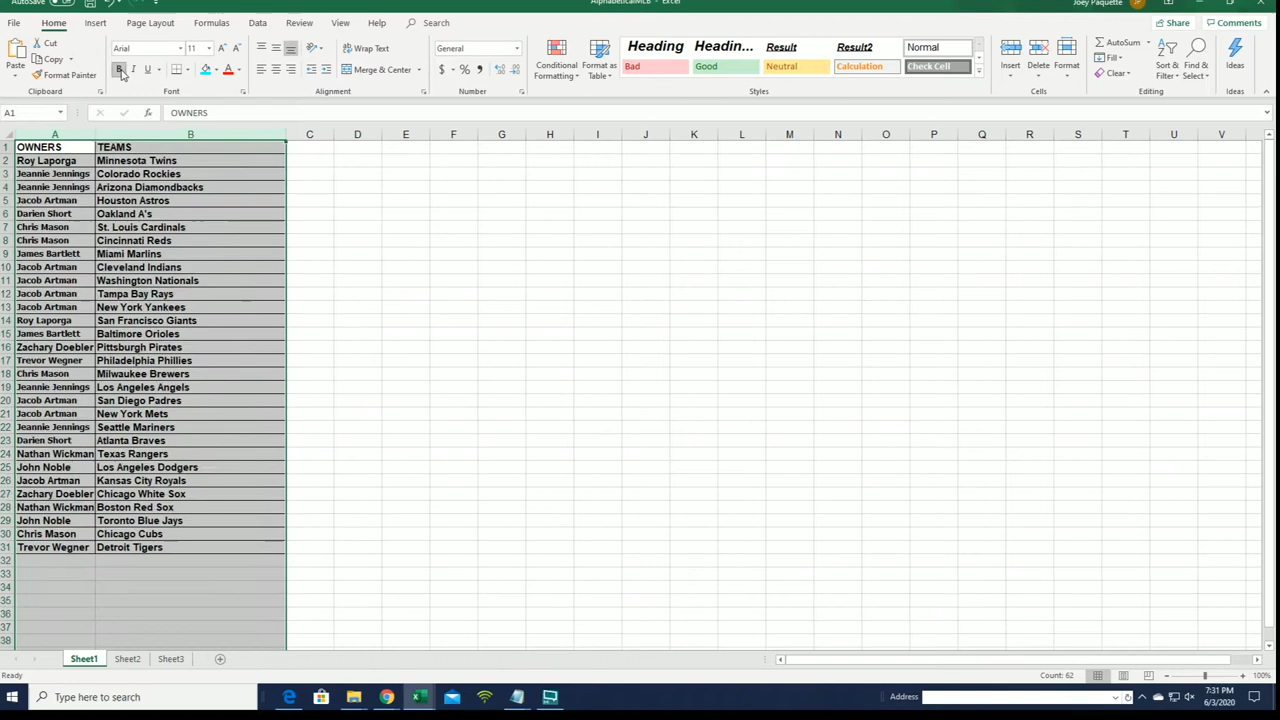 AutoSave Off AlphabeticalMLB - Excel Joey Paquette JP
File Home Insert Page Layout Formulas Data Review View Help Search Share Comments
Paste Cut Copy Format Painter Clipboard
Arial 11 B I U Font
Wrap Text Merge & Center Alignment
General $ % Number
Conditional Formatting Format as Table
Heading Headin... Result Result2 Normal
Bad Good Neutral Calculation Check Cell
Styles
Insert Delete Format Cells
AutoSum Fill Clear Sort & Filter Find & Select Editing
Ideas Ideas
A1 fx OWNERS
A B C D E F G H I J K L M N O P Q R S T U V
1 OWNERS TEAMS
2 Roy Laporga Minnesota Twins
3 Jeannie Jennings Colorado Rockies
4 Jeannie Jennings Arizona Diamondbacks
5 Jacob Artman Houston Astros
6 Darien Short Oakland A's
7 Chris Mason St. Louis Cardinals
8 Chris Mason Cincinnati Reds
9 James Bartlett Miami Marlins
10 Jacob Artman Cleveland Indians
11 Jacob Artman Washington Nationals
12 Jacob Artman Tampa Bay Rays
13 Jacob Artman New York Yankees
14 Roy Laporga San Francisco Giants
15 James Bartlett Baltimore Orioles
16 Zachary Doebler Pittsburgh Pirates
17 Trevor Wegner Philadelphia Phillies
18 Chris Mason Milwaukee Brewers
19 Jeannie Jennings Los Angeles Angels
20 Jacob Artman San Diego Padres
21 Jacob Artman New York Mets
22 Jeannie Jennings Seattle Mariners
23 Darien Short Atlanta Braves
24 Nathan Wickman Texas Rangers
25 John Noble Los Angeles Dodgers
26 Jacob Artman Kansas City Royals
27 Zachary Doebler Chicago White Sox
28 Nathan Wickman Boston Red Sox
29 John Noble Toronto Blue Jays
30 Chris Mason Chicago Cubs
31 Trevor Wegner Detroit Tigers
32
33
34
35
36
37
38
Sheet1 Sheet2 Sheet3
Ready Count: 62 100%
Type here to search Address 7:31 PM
6/3/2020